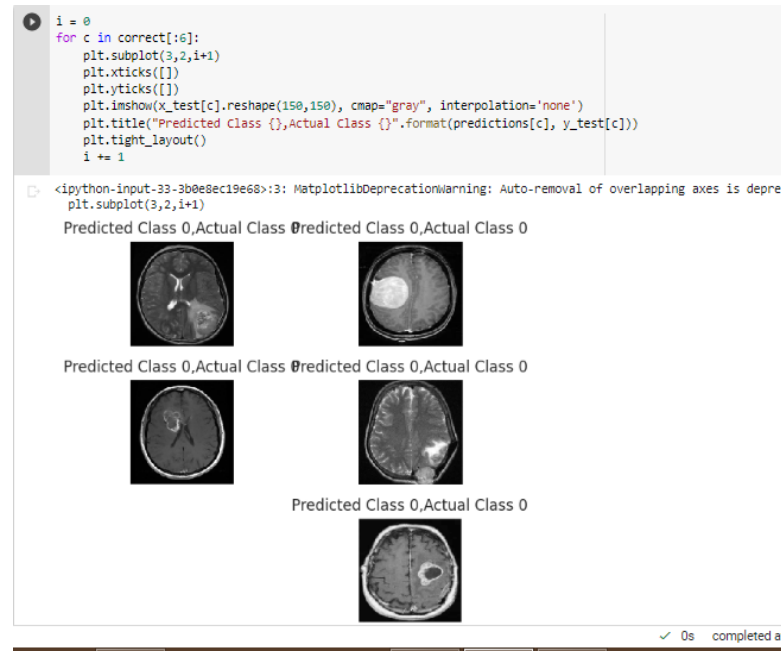 i = 0
for c in correct[:6]:
    plt.subplot(3,2,i+1)
    plt.xticks([])
    plt.yticks([])
    plt.imshow(x_test[c].reshape(150,150), cmap="gray", interpolation='none')
    plt.title("Predicted Class {},Actual Class {}".format(predictions[c], y_test[c]))
    plt.tight_layout()
    i += 1
<ipython-input-33-3b0e8ec19e68>:3: MatplotlibDeprecationWarning: Auto-removal of overlapping axes is depre
  plt.subplot(3,2,i+1)
Predicted Class 0,Actual Class 0 Predicted Class 0,Actual Class 0
Predicted Class 0,Actual Class 0 Predicted Class 0,Actual Class 0
Predicted Class 0,Actual Class 0
0s completed a